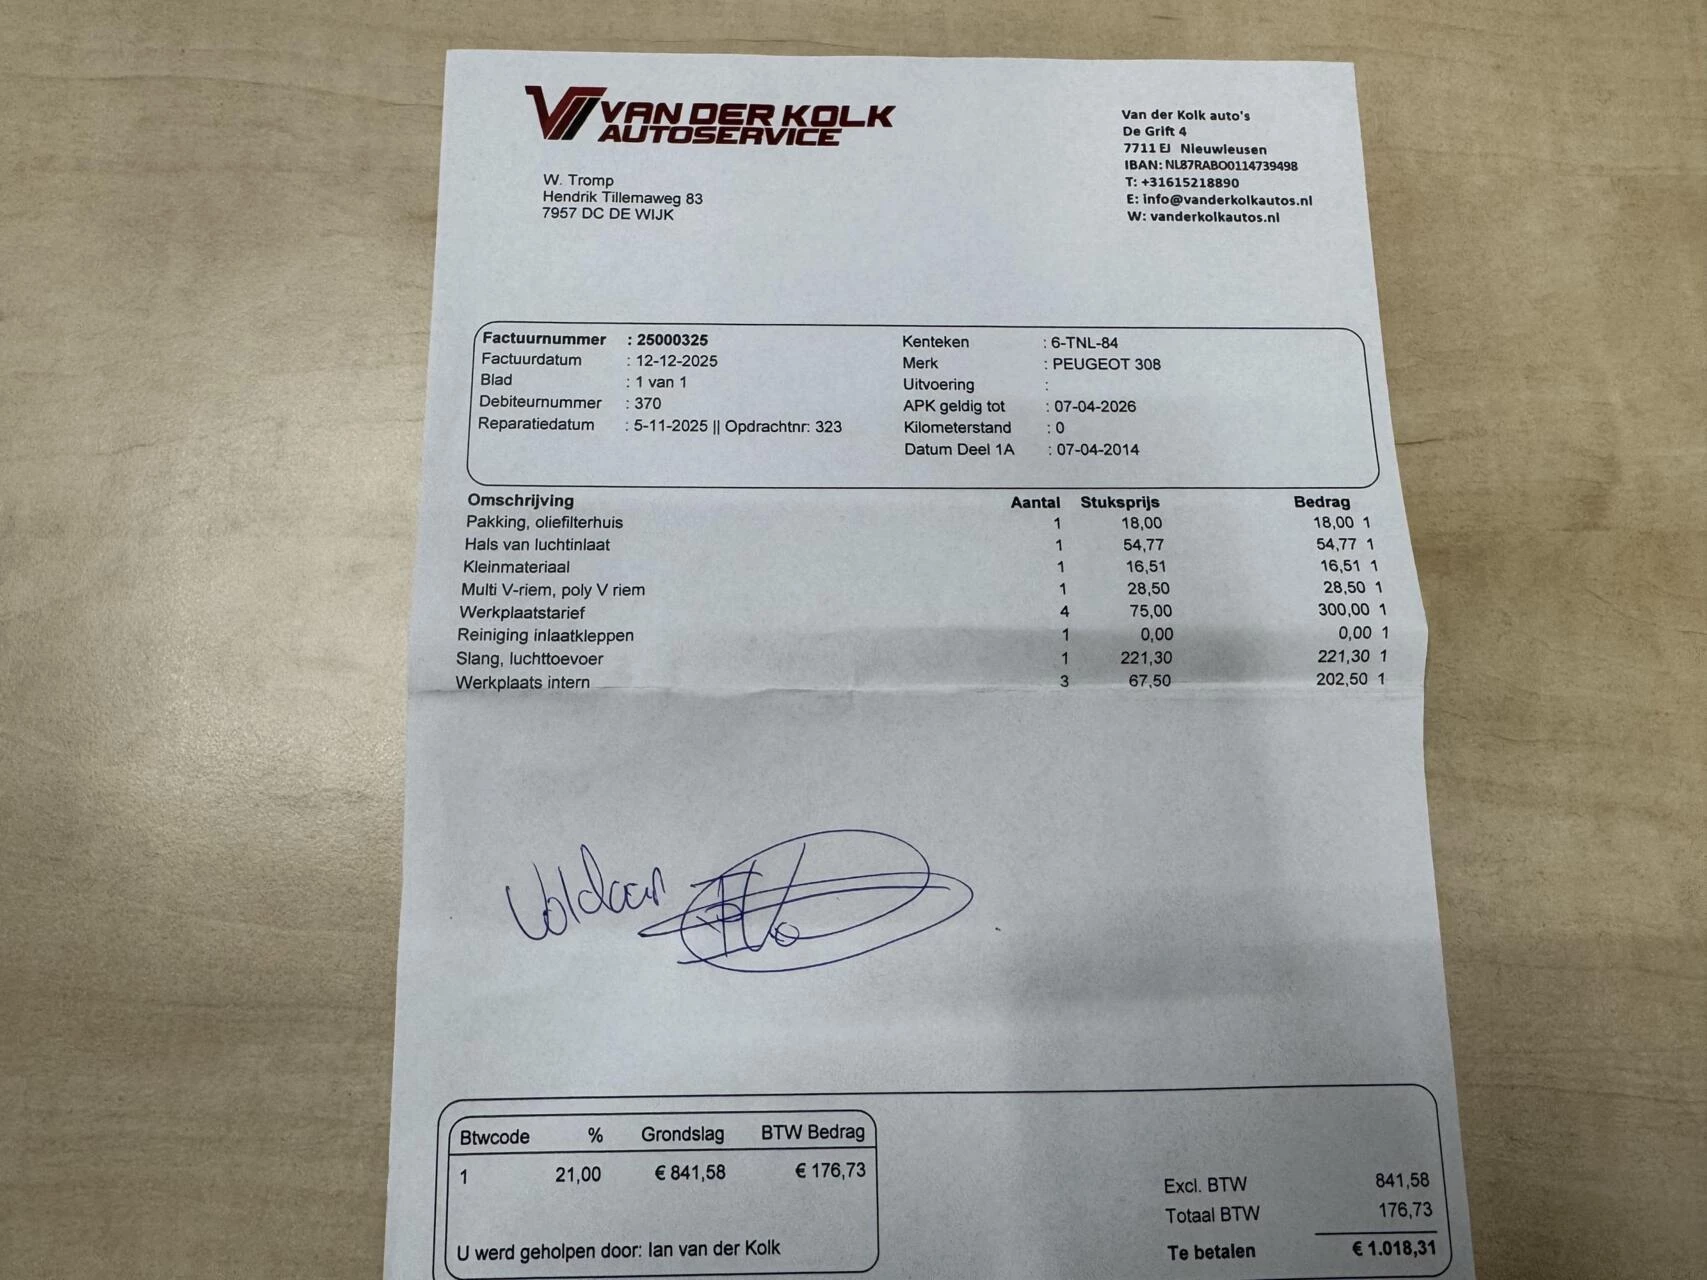 VAN DER KOLK
AUTOSERVICE
Van der Kolk auto's
De Grift 4
7711 EJ Nieuwleusen
IBAN: NL87RABO0114739498
T: +31615218890
E: info@vanderkolkautos.nl
W: vanderkolkautos.nl
W. Tromp
Hendrik Tillemaweg 83
7957 DC DE WIJK
Factuurnummer : 25000325
Factuurdatum : 12-12-2025
Blad : 1 van 1
Debiteurnummer : 370
Reparatiedatum : 5-11-2025 || Opdrachtnr: 323
Kenteken : 6-TNL-84
Merk : PEUGEOT 308
Uitvoering :
APK geldig tot : 07-04-2026
Kilometerstand : 0
Datum Deel 1A : 07-04-2014
Omschrijving Aantal Stuksprijs Bedrag
Pakking, oliefilterhuis 1 18,00 18,00 1
Hals van luchtinlaat 1 54,77 54,77 1
Kleinmateriaal 1 16,51 16,51 1
Multi V-riem, poly V riem 1 28,50 28,50 1
Werkplaatstarief 4 75,00 300,00 1
Reiniging inlaatkleppen 1 0,00 0,00 1
Slang, luchttoevoer 1 221,30 221,30 1
Werkplaats intern 3 67,50 202,50 1
Voldaan
Btwcode % Grondslag BTW Bedrag
1 21,00 € 841,58 € 176,73
U werd geholpen door: Ian van der Kolk
Excl. BTW 841,58
Totaal BTW 176,73
Te betalen € 1.018,31